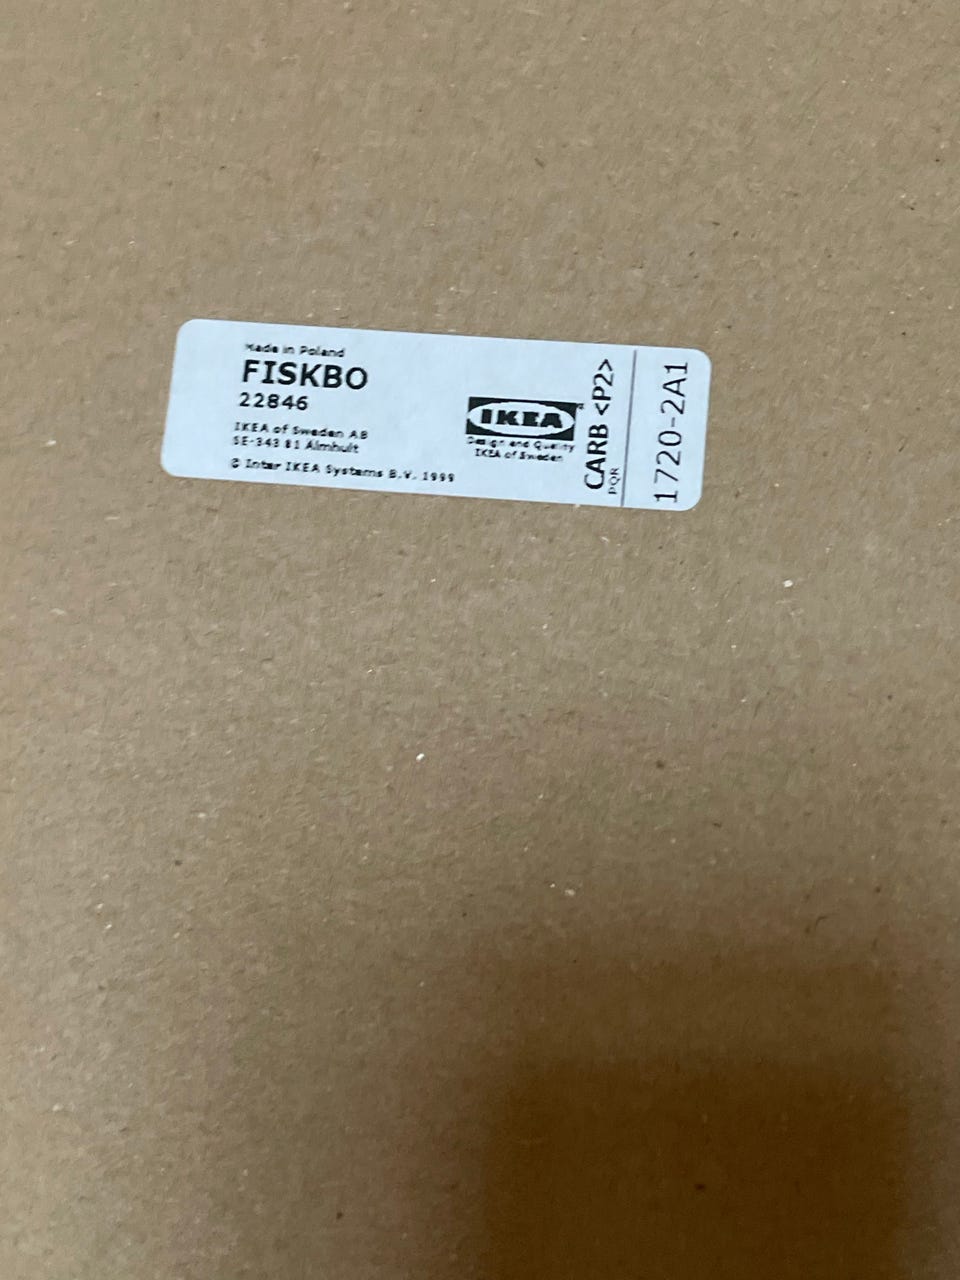 Made in Poland
FISKBO
22846
IKEA of Sweden AB
SE-343 81 Älmhult
© Inter IKEA Systems B.V. 1999
IKEA®
Design and Quality
IKEA of Sweden
CARB <P2>
PQR
1720-2A1